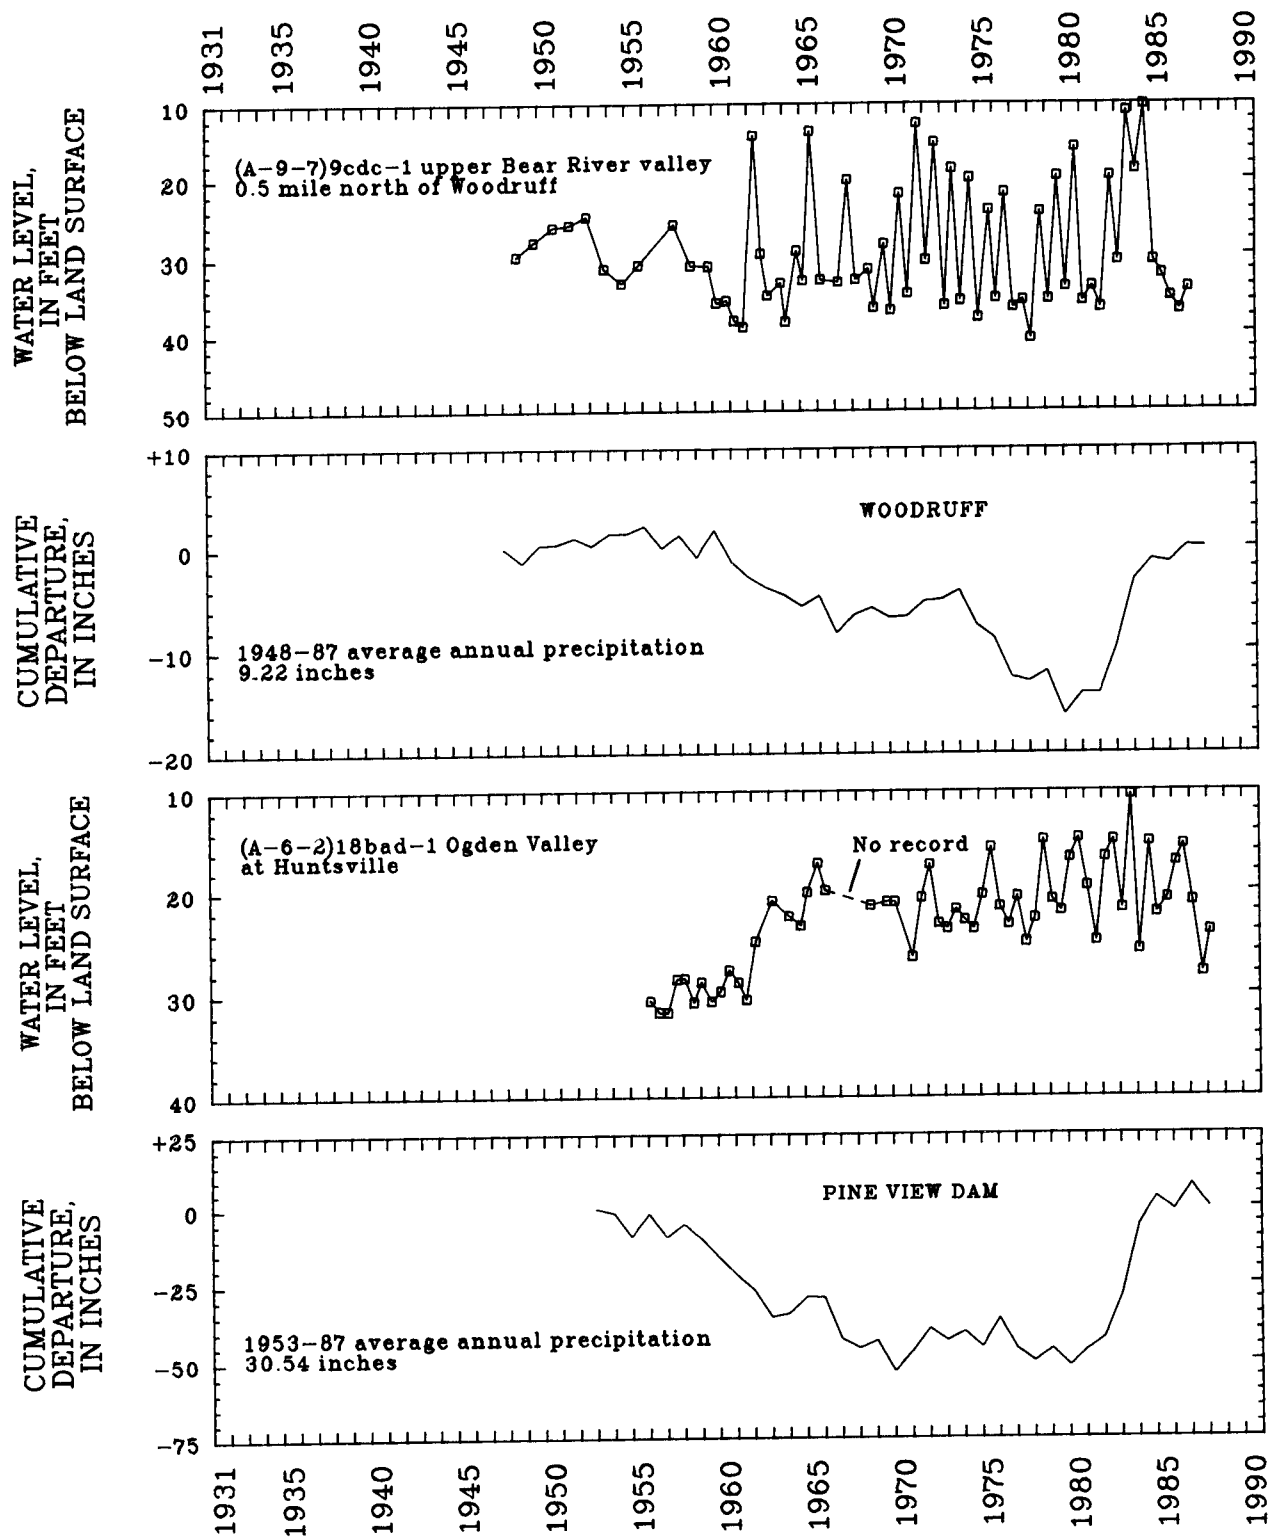 1931 1935 1940 1945 1950 1955 1960 1965 1970 1975 1980 1985 1990
WATER LEVEL,
IN FEET
BELOW LAND SURFACE
10
20
30
40
50
(A-9-7)9cdc-1 upper Bear River valley
0.5 mile north of Woodruff
CUMULATIVE
DEPARTURE,
IN INCHES
+10
0
-10
-20
WOODRUFF
1948-87 average annual precipitation
9.22 inches
WATER LEVEL,
IN FEET
BELOW LAND SURFACE
10
20
30
40
(A-6-2)18bad-1 Ogden Valley
at Huntsville
No record
CUMULATIVE
DEPARTURE,
IN INCHES
+25
0
-25
-50
-75
PINE VIEW DAM
1953-87 average annual precipitation
30.54 inches
1931 1935 1940 1945 1950 1955 1960 1965 1970 1975 1980 1985 1990